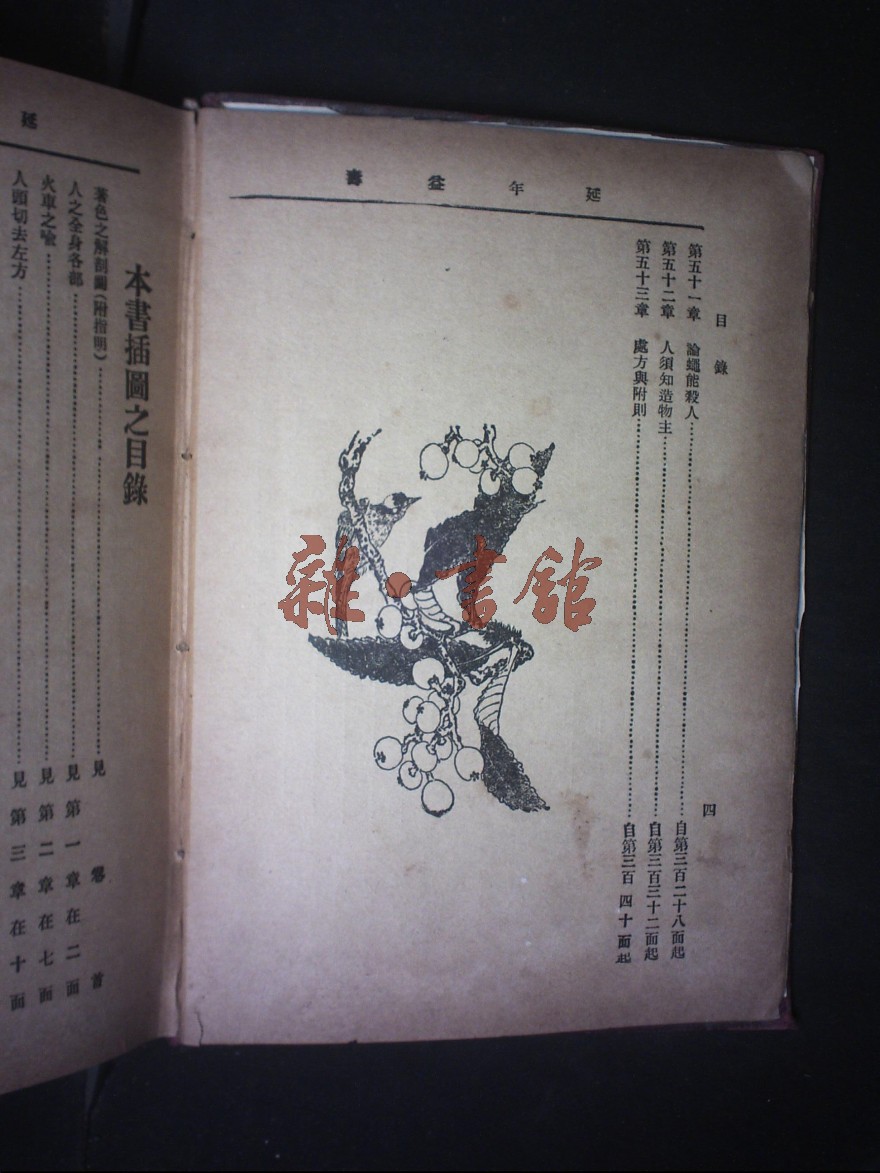 延年益壽
目錄
四
第五十一章 論蠅能殺人 自第三百二十八面起
第五十二章 人須知造物主 自第三百三十二面起
第五十三章 處方與附則 自第三百四十面起
雜·書館
延
本書插圖之目錄
著色之解剖圖(附指明) 見 首
人之全身各部 見第一章在二面
火車之喩 見第二章在七面
人頭切去左方 見第三章在十面